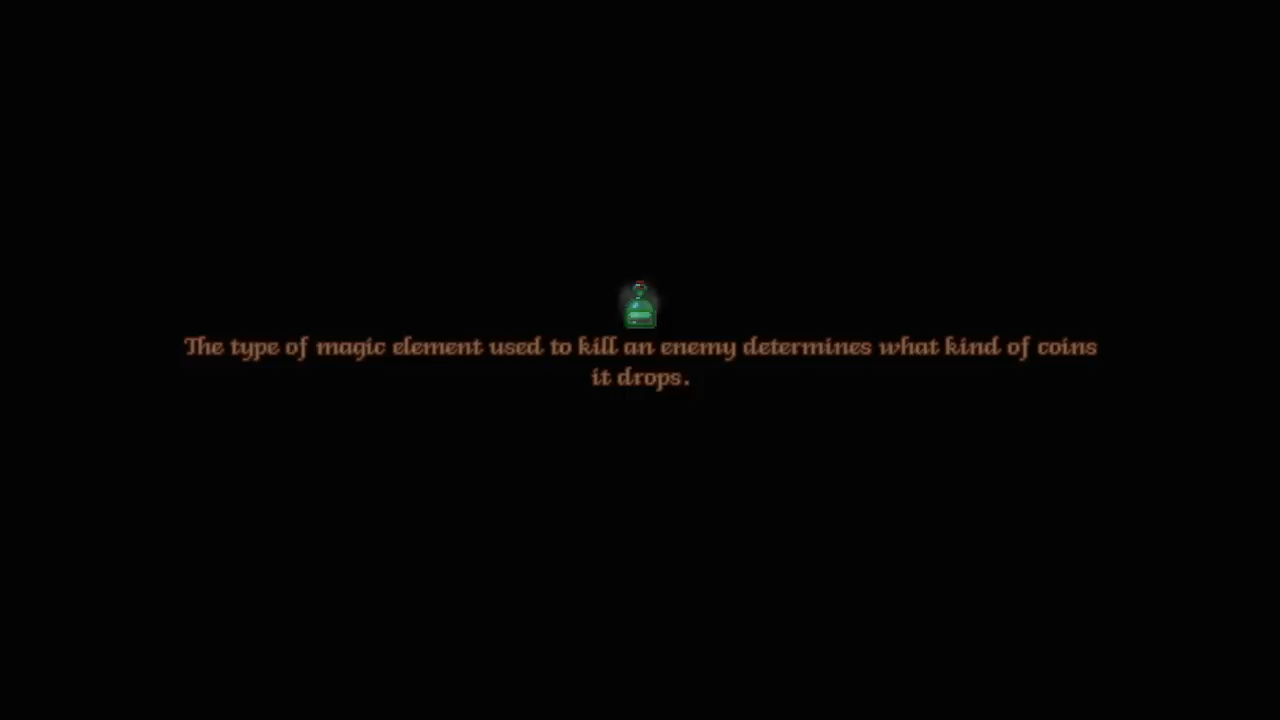 The type of magic element used to kill an enemy determines what kind of coins
it drops.